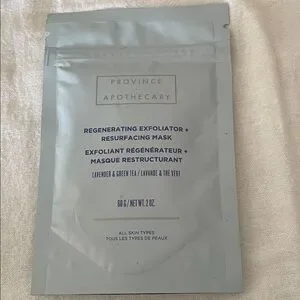 PROVINCE
APOTHECARY
REGENERATING EXFOLIATOR +
RESURFACING MASK
EXFOLIANT RÉGÉNÉRATEUR +
MASQUE RESTRUCTURANT
LAVENDER & GREEN TEA / LAVANDE & THÉ VERT
60 G / NET WT. 2 OZ.
ALL SKIN TYPES
TOUS LES TYPES DE PEAUX